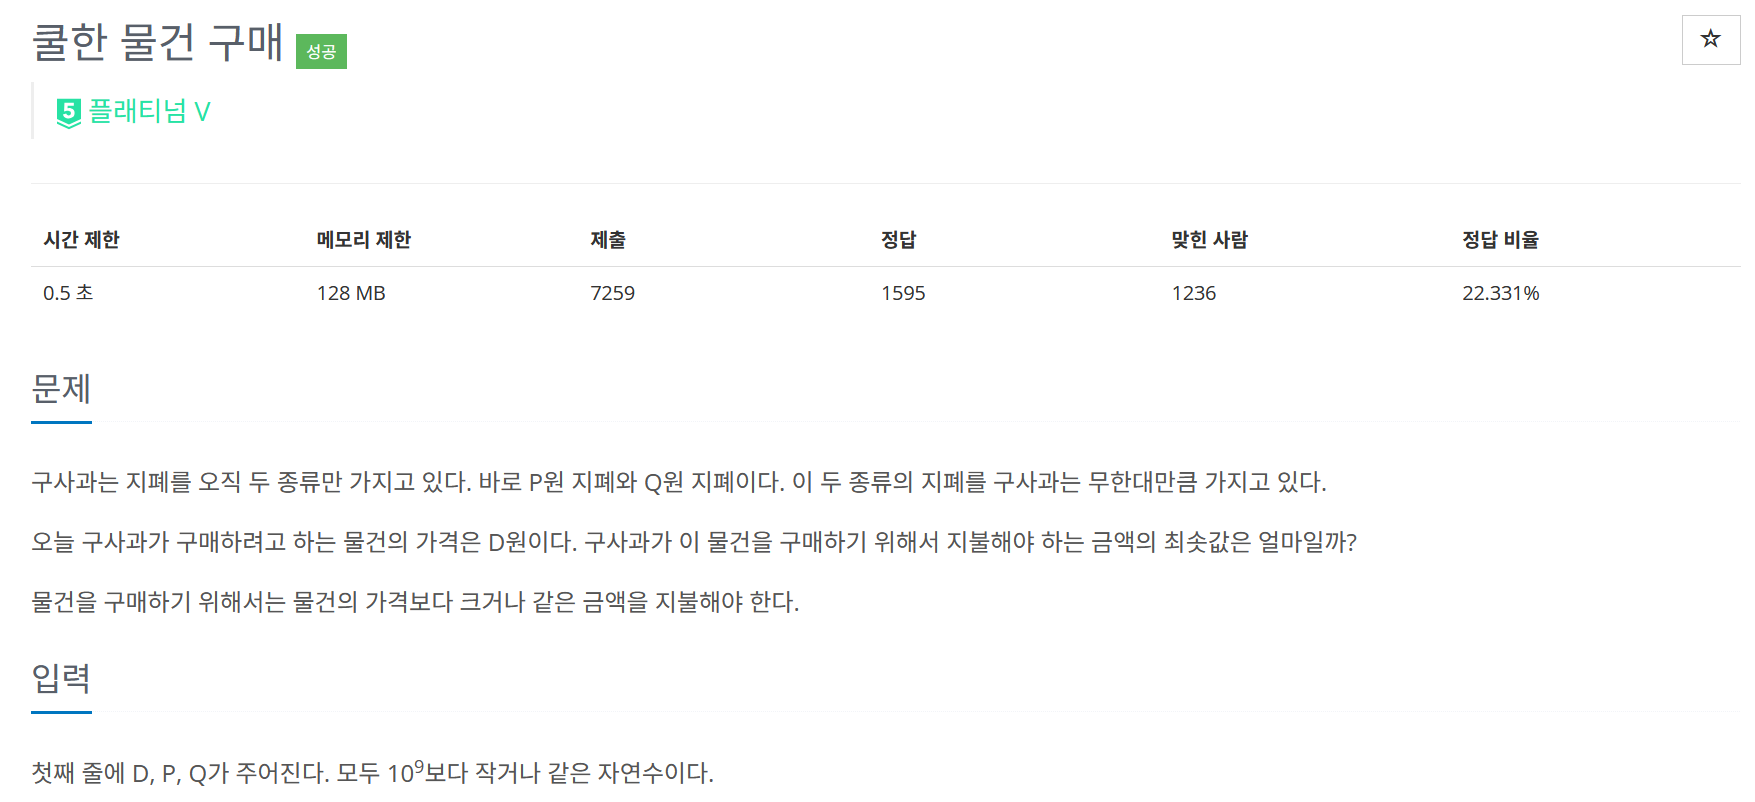 쿨한 물건 구매 성공
☆
5 플래티넘 V
시간 제한 메모리 제한 제출 정답 맞힌 사람 정답 비율
0.5 초 128 MB 7259 1595 1236 22.331%
문제
구사과는 지폐를 오직 두 종류만 가지고 있다. 바로 P원 지폐와 Q원 지폐이다. 이 두 종류의 지폐를 구사과는 무한대만큼 가지고 있다.
오늘 구사과가 구매하려고 하는 물건의 가격은 D원이다. 구사과가 이 물건을 구매하기 위해서 지불해야 하는 금액의 최솟값은 얼마일까?
물건을 구매하기 위해서는 물건의 가격보다 크거나 같은 금액을 지불해야 한다.
입력
첫째 줄에 D, P, Q가 주어진다. 모두 10⁹보다 작거나 같은 자연수이다.